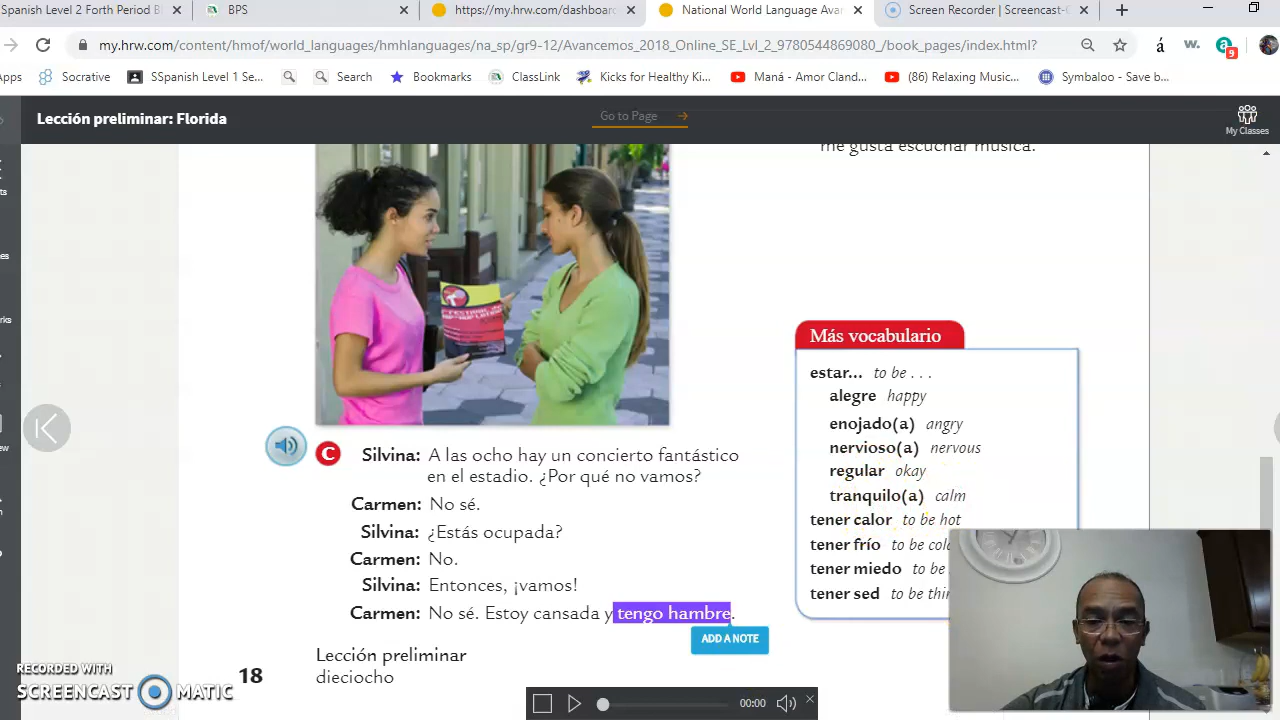 Spanish Level 2 Forth Period Bl
BPS
https://my.hrw.com/dashboar
National World Language Avan
Screen Recorder | Screencast-O
my.hrw.com/content/hmof/world_languages/hmhlanguages/na_sp/gr9-12/Avancemos_2018_Online_SE_Lvl_2_9780544869080_/book_pages/index.html?
á
w.
a
9
Apps
Socrative
SSpanish Level 1 Se...
Search
Bookmarks
ClassLink
Kicks for Healthy Ki...
Maná - Amor Cland...
(86) Relaxing Music...
Symbaloo - Save b...
Lección preliminar: Florida
Go to Page
My Classes
me gusta escuchar música.
Más vocabulario
estar... to be . . .
alegre happy
enojado(a) angry
nervioso(a) nervous
regular okay
tranquilo(a) calm
tener calor to be hot
tener frío to be cold
tener miedo to be
tener sed to be thir
C
Silvina: A las ocho hay un concierto fantástico
en el estadio. ¿Por qué no vamos?
Carmen: No sé.
Silvina: ¿Estás ocupada?
Carmen: No.
Silvina: Entonces, ¡vamos!
Carmen: No sé. Estoy cansada y tengo hambre.
ADD A NOTE
Lección preliminar
18 dieciocho
00:00
RECORDED WITH
SCREENCAST MATIC